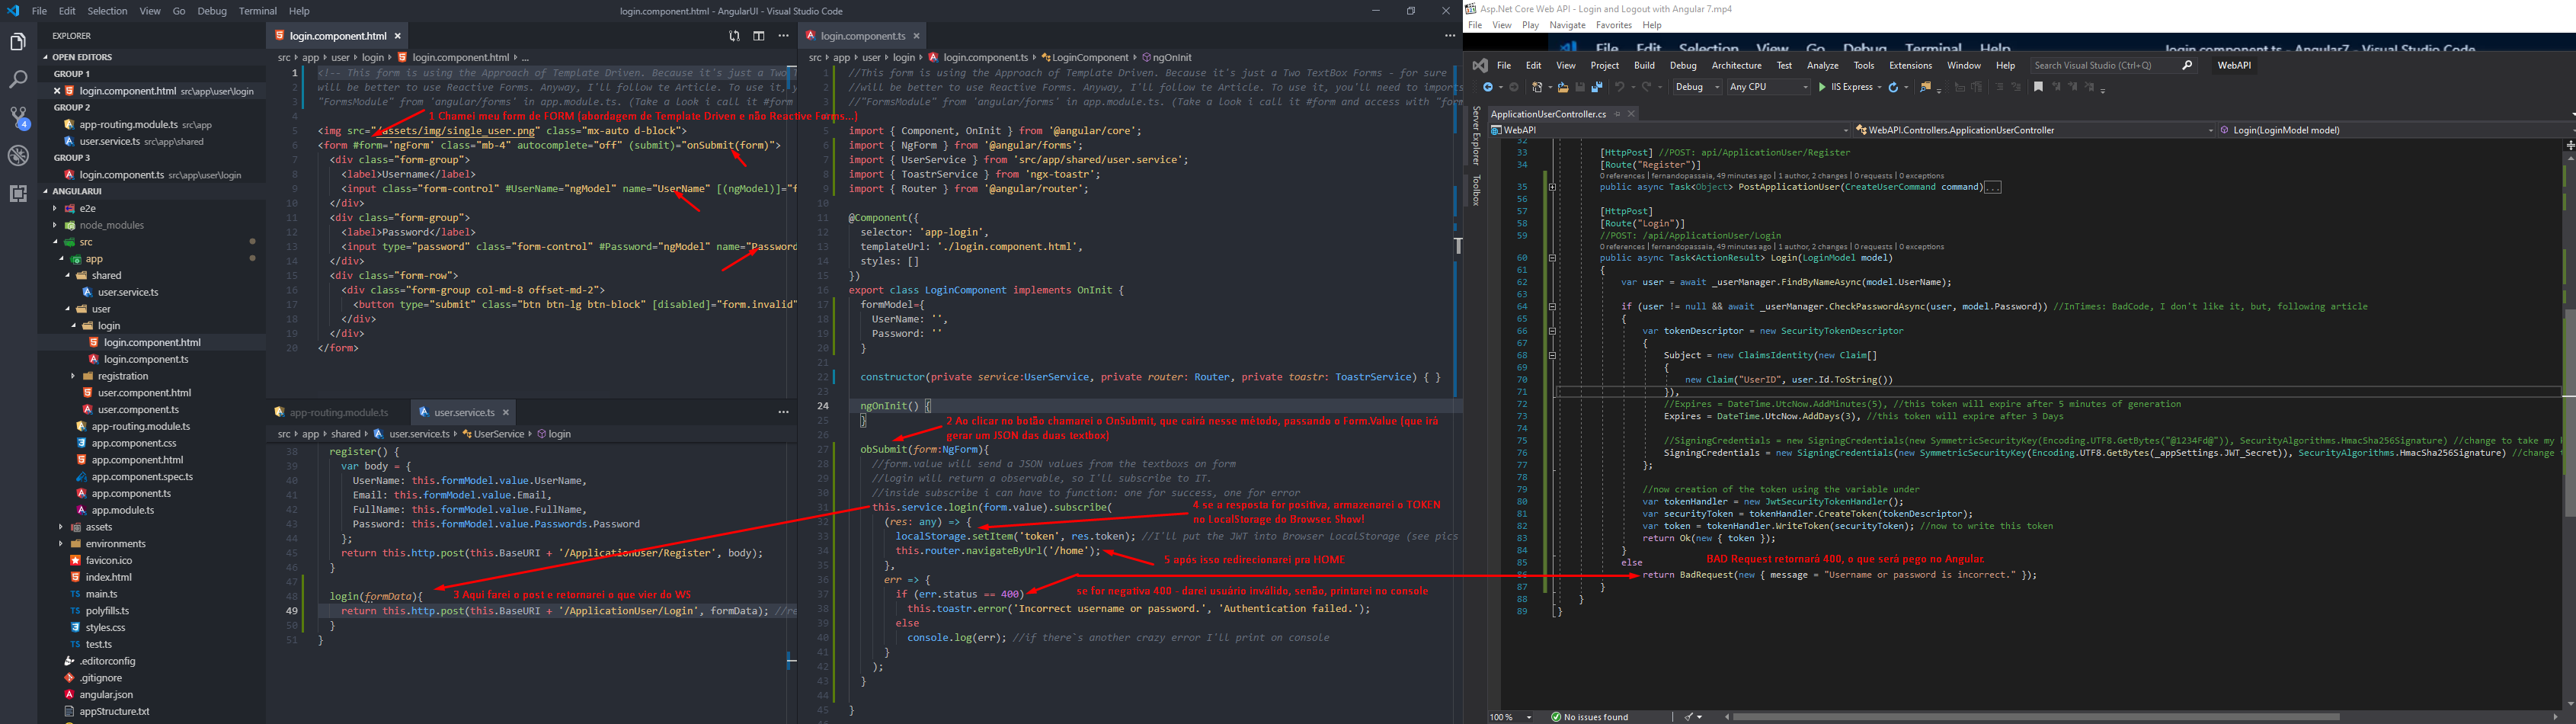 File Edit Selection View Go Debug Terminal Help
login.component.html - AngularUI - Visual Studio Code
EXPLORER
OPEN EDITORS
GROUP 1
login.component.html src\app\user\login
GROUP 2
app-routing.module.ts src\app
user.service.ts src\app\shared
GROUP 3
login.component.ts src\app\user\login
ANGULARUI
e2e
node_modules
src
app
shared
user.service.ts
user
login
login.component.html
login.component.ts
registration
user.component.html
user.component.ts
app-routing.module.ts
app.component.css
app.component.html
app.component.spec.ts
app.component.ts
app.module.ts
assets
environments
favicon.ico
index.html
main.ts
polyfills.ts
styles.css
test.ts
.editorconfig
.gitignore
angular.json
appStructure.txt
login.component.html
src › app › user › login › login.component.html › ...
1 <!-- This form is using the Approach of Template Driven. Because it's just a Two T
2 will be better to use Reactive Forms. Anyway, I'll follow te Article. To use it, y
3 "FormsModule" from 'angular/forms' in app.module.ts. (Take a look i call it #form
4
1 Chamei meu form de FORM (abordagem de Template Driven e não Reactive Forms...)
5 <img src="/assets/img/single_user.png" class="mx-auto d-block">
6 <form #form='ngForm' class="mb-4" autocomplete="off" (submit)="onSubmit(form)">
7 <div class="form-group">
8 <label>Username</label>
9 <input class="form-control" #UserName="ngModel" name="UserName" [(ngModel)]="f
10 </div>
11 <div class="form-group">
12 <label>Password</label>
13 <input type="password" class="form-control" #Password="ngModel" name="Password
14 </div>
15 <div class="form-row">
16 <div class="form-group col-md-8 offset-md-2">
17 <button type="submit" class="btn btn-lg btn-block" [disabled]="form.invalid"
18 </div>
19 </div>
20 </form>
app-routing.module.ts user.service.ts
src › app › shared › user.service.ts › UserService › login
38 register() {
39 var body = {
40 UserName: this.formModel.value.UserName,
41 Email: this.formModel.value.Email,
42 FullName: this.formModel.value.FullName,
43 Password: this.formModel.value.Passwords.Password
44 };
45 return this.http.post(this.BaseURI + '/ApplicationUser/Register', body);
46 }
47
48 login(formData){
3 Aqui farei o post e retornarei o que vier do WS
49 return this.http.post(this.BaseURI + '/ApplicationUser/Login', formData); //re
50 }
51 }
login.component.ts
src › app › user › login › login.component.ts › LoginComponent › ngOnInit
1 //This form is using the Approach of Template Driven. Because it's just a Two TextBox Forms - for sure
2 //will be better to use Reactive Forms. Anyway, I'll follow te Article. To use it, you'll need to imports
3 //"FormsModule" from 'angular/forms' in app.module.ts. (Take a look i call it #form and access with "form
4
5 import { Component, OnInit } from '@angular/core';
6 import { NgForm } from '@angular/forms';
7 import { UserService } from 'src/app/shared/user.service';
8 import { ToastrService } from 'ngx-toastr';
9 import { Router } from '@angular/router';
10
11 @Component({
12 selector: 'app-login',
13 templateUrl: './login.component.html',
14 styles: []
15 })
16 export class LoginComponent implements OnInit {
17 formModel={
18 UserName: '',
19 Password: ''
20 }
21
22 constructor(private service:UserService, private router: Router, private toastr: ToastrService) { }
23
24 ngOnInit() {
25 }
2 Ao clicar no botão chamarei o OnSubmit, que cairá nesse método, passando o Form.Value (que irá
gerar um JSON das duas textbox)
26
27 obSubmit(form:NgForm){
28 //form.value will send a JSON values from the textboxs on form
29 //login will return a observable, so I'll subscribe to IT.
30 //inside subscribe i can have to function: one for success, one for error
31 this.service.login(form.value).subscribe(
4 se a resposta for positiva, armazenarei o TOKEN
no LocalStorage do Browser. Show!
32 (res: any) => {
33 localStorage.setItem('token', res.token); //I'll put the JWT into Browser LocalStorage (see pics
34 this.router.navigateByUrl('/home');
5 após isso redirecionarei pra HOME
35 },
36 err => {
37 if (err.status == 400)
se for negativa 400 - darei usuário inválido, senão, printarei no console
38 this.toastr.error('Incorrect username or password.', 'Authentication failed.');
39 else
40 console.log(err); //if there`s another crazy error I'll print on console
41 }
42 );
43 }
44
45 }
Asp.Net Core Web API - Login and Logout with Angular 7.mp4
File View Play Navigate Favorites Help
File Edit Selection View Go Debug Terminal Help
login.component.ts - Angular7 - Visual Studio Code
File Edit View Project Build Debug Architecture Test Analyze Tools Extensions Window Help Search Visual Studio (Ctrl+Q) WebAPI
Debug Any CPU IIS Express
Server Explorer
Toolbox
ApplicationUserController.cs
WebAPI WebAPI.Controllers.ApplicationUserController Login(LoginModel model)
32
33 [HttpPost] //POST: api/ApplicationUser/Register
34 [Route("Register")]
0 references | fernandopassaia, 49 minutes ago | 1 author, 2 changes | 0 requests | 0 exceptions
35 public async Task<Object> PostApplicationUser(CreateUserCommand command)...
56
57 [HttpPost]
58 [Route("Login")]
59 //POST: /api/ApplicationUser/Login
0 references | fernandopassaia, 49 minutes ago | 1 author, 2 changes | 0 requests | 0 exceptions
60 public async Task<ActionResult> Login(LoginModel model)
61 {
62 var user = await _userManager.FindByNameAsync(model.UserName);
63
64 if (user != null && await _userManager.CheckPasswordAsync(user, model.Password)) //InTimes: BadCode, I don't like it, but, following article
65 {
66 var tokenDescriptor = new SecurityTokenDescriptor
67 {
68 Subject = new ClaimsIdentity(new Claim[]
69 {
70 new Claim("UserID", user.Id.ToString())
71 }),
72 //Expires = DateTime.UtcNow.AddMinutes(5), //this token will expire after 5 minutes of generation
73 Expires = DateTime.UtcNow.AddDays(3), //this token will expire after 3 Days
74
75 //SigningCredentials = new SigningCredentials(new SymmetricSecurityKey(Encoding.UTF8.GetBytes("@1234Fd@")), SecurityAlgorithms.HmacSha256Signature) //change to take my
76 SigningCredentials = new SigningCredentials(new SymmetricSecurityKey(Encoding.UTF8.GetBytes(_appSettings.JWT_Secret)), SecurityAlgorithms.HmacSha256Signature) //change
77 };
78
79 //now creation of the token using the variable under
80 var tokenHandler = new JwtSecurityTokenHandler();
81 var securityToken = tokenHandler.CreateToken(tokenDescriptor);
82 var token = tokenHandler.WriteToken(securityToken); //now to write this token
83 return Ok(new { token });
84 }
85 else
BAD Request retornará 400, o que será pego no Angular.
86 return BadRequest(new { message = "Username or password is incorrect." });
87 }
88 }
89 }
100 % No issues found